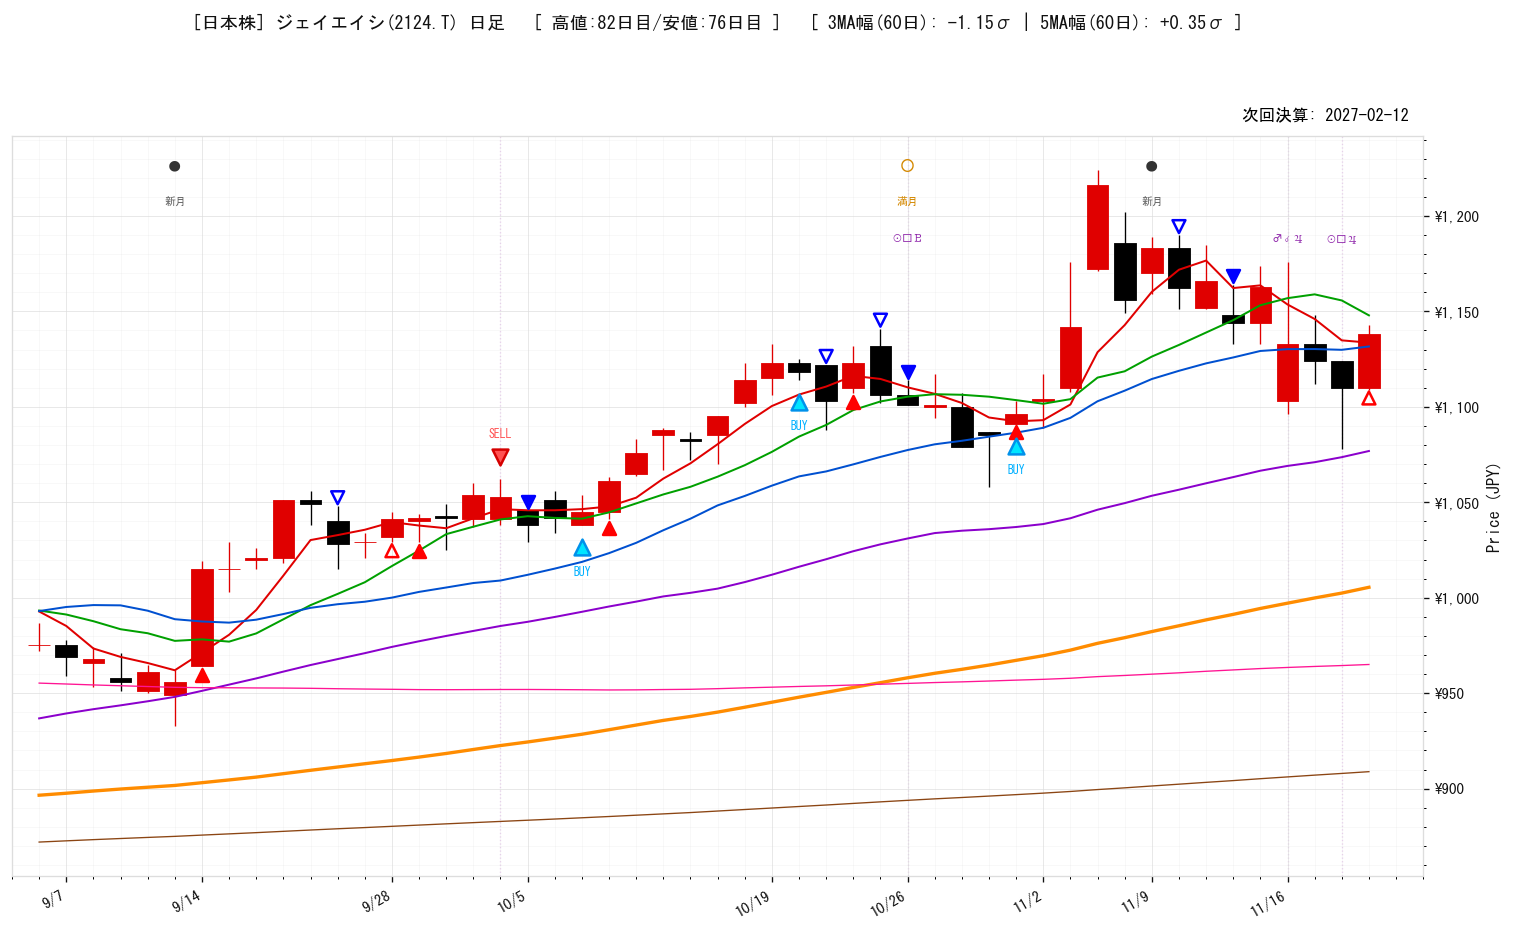 [日本株] ジェイエイシ(2124.T) 日足 [ 高値:82日目/安値:76日目 ] [ 3MA幅(60日): -1.15σ | 5MA幅(60日): +0.35σ ]
次回決算: 2027-02-12
新月
満月
新月
¥1,200
¥1,150
¥1,100
¥1,050
¥1,000
¥950
¥900
Price (JPY)
SELL
BUY
BUY
BUY
9/7
9/14
9/28
10/5
10/19
10/26
11/2
11/9
11/16